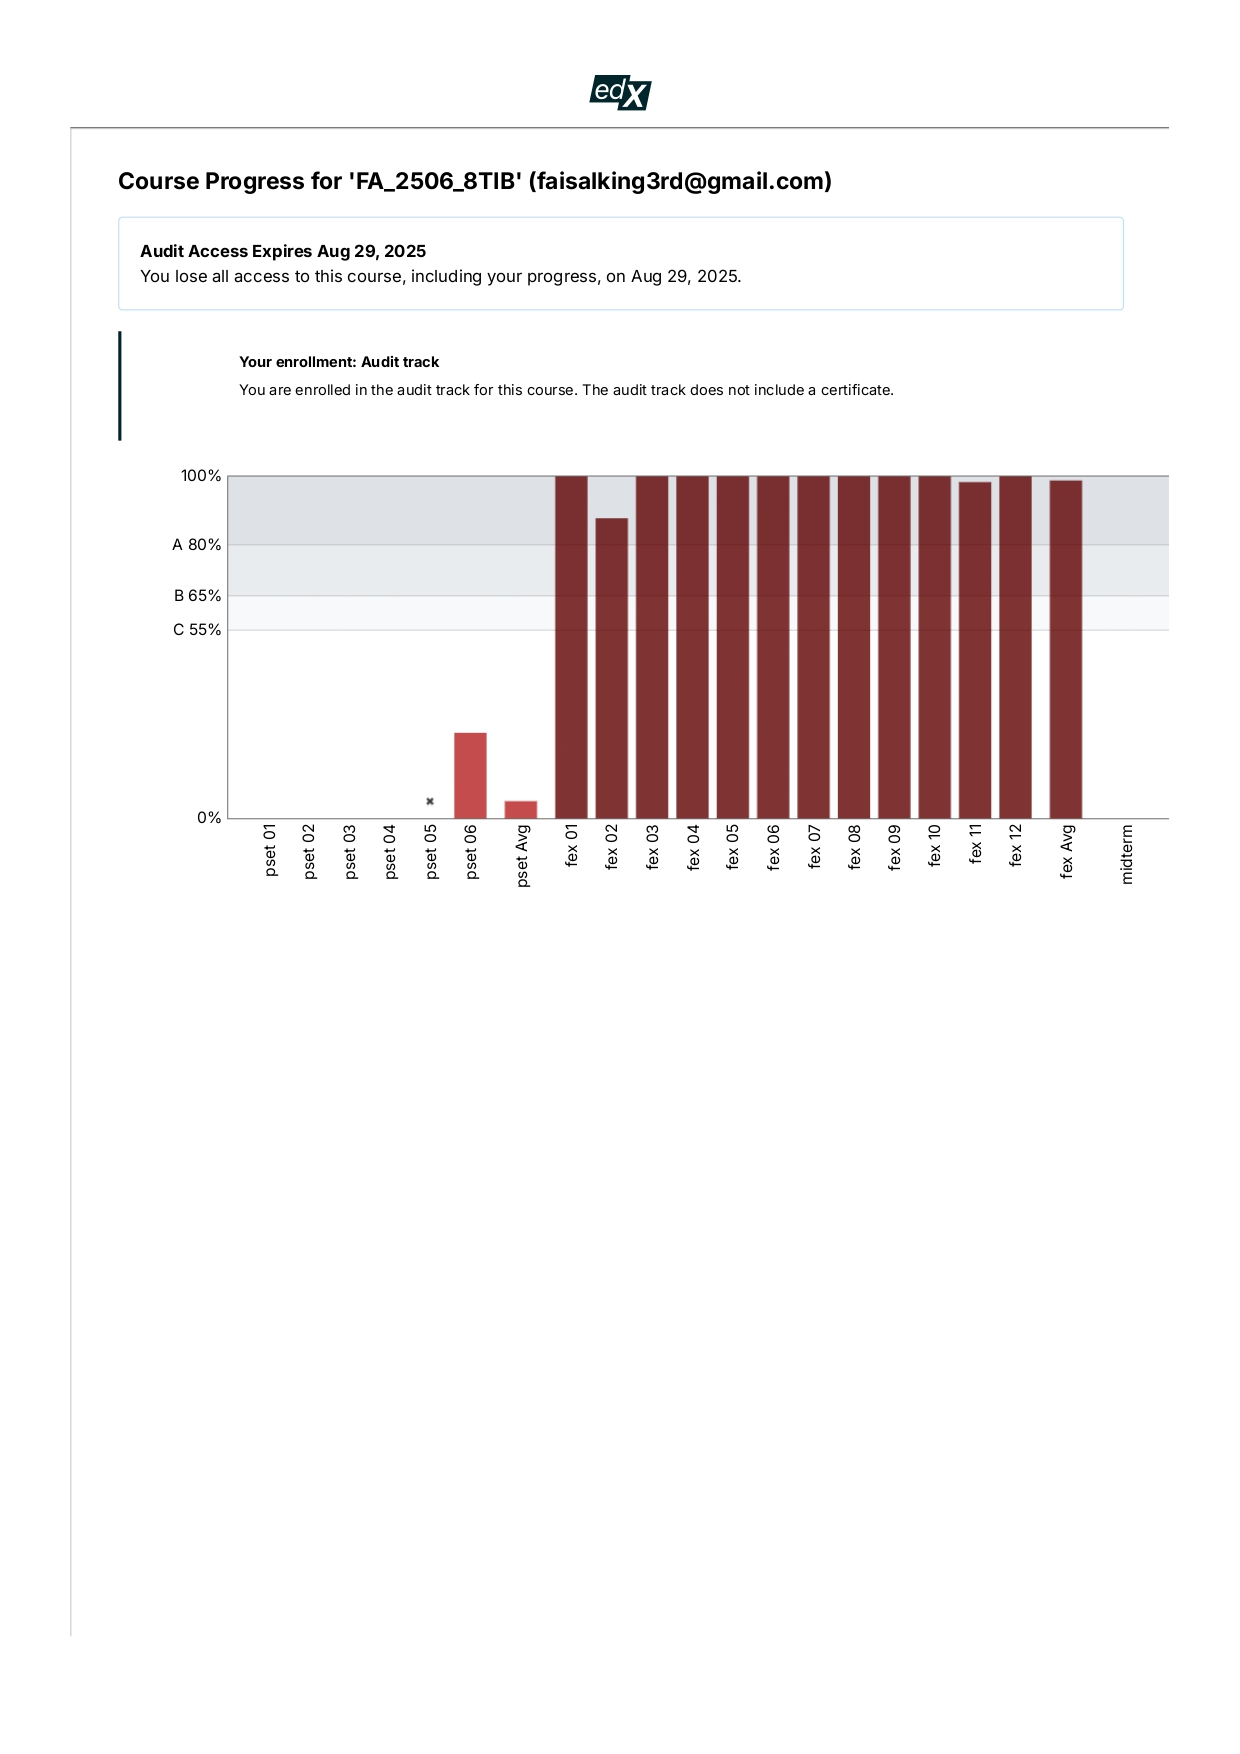 edX
Course Progress for 'FA_2506_8TIB' (faisalking3rd@gmail.com)
Audit Access Expires Aug 29, 2025
You lose all access to this course, including your progress, on Aug 29, 2025.
Your enrollment: Audit track
You are enrolled in the audit track for this course. The audit track does not include a certificate.
100%
A 80%
B 65%
C 55%
0%
pset 01
pset 02
pset 03
pset 04
pset 05
pset 06
pset Avg
fex 01
fex 02
fex 03
fex 04
fex 05
fex 06
fex 07
fex 08
fex 09
fex 10
fex 11
fex 12
fex Avg
midterm